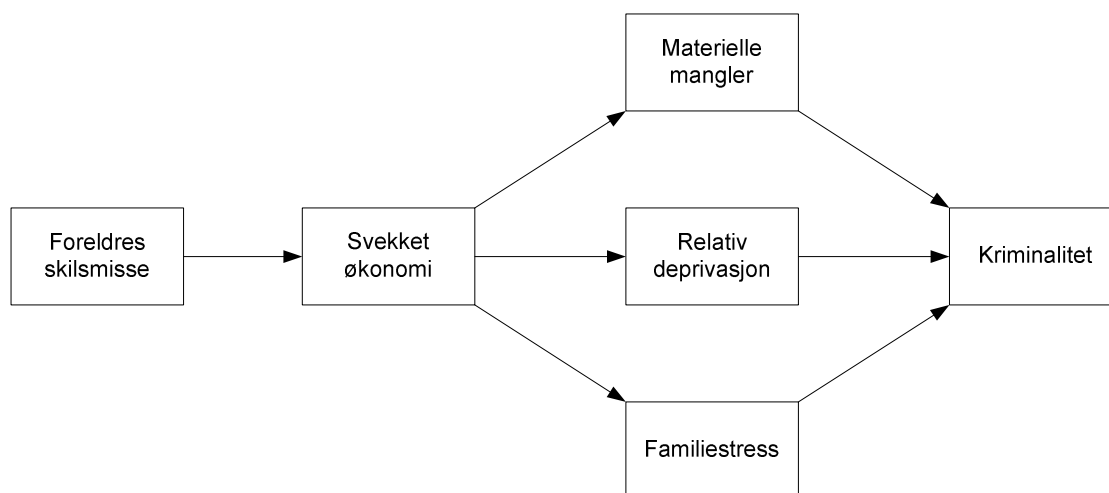 Materielle
mangler
Foreldres
skilsmisse
Svekket
økonomi
Relativ
deprivasjon
Kriminalitet
Familiestress